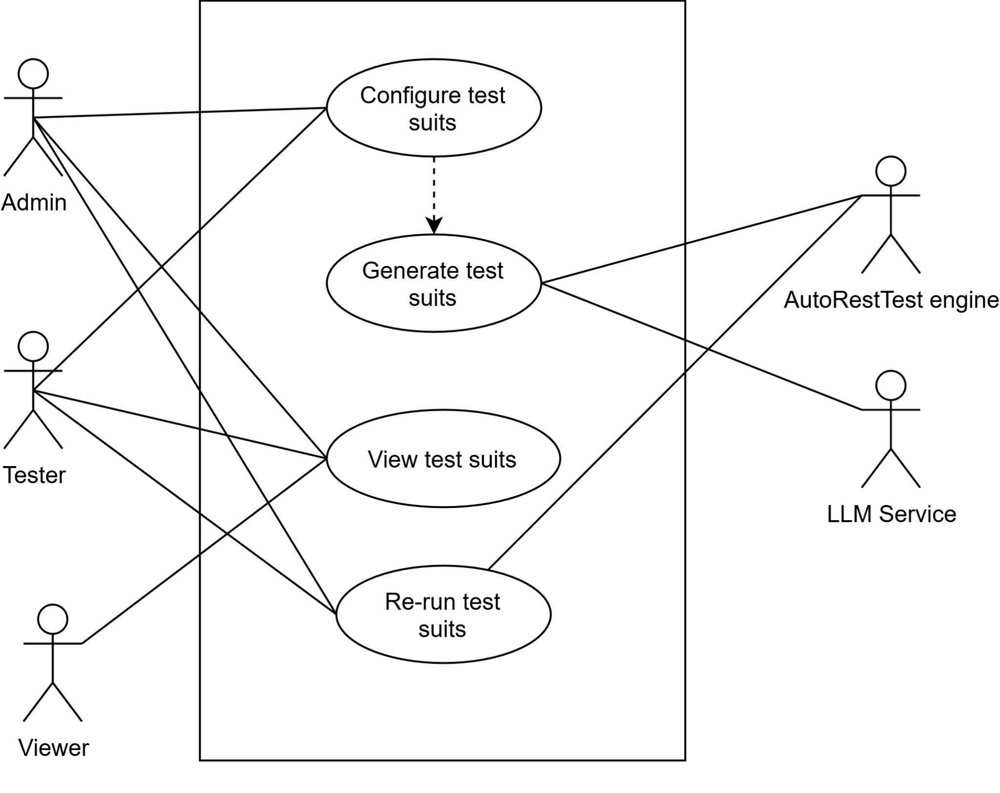 Configure test
suits
Admin
Generate test
suits
AutoRestTest engine
Tester
View test suits
LLM Service
Re-run test
suits
Viewer